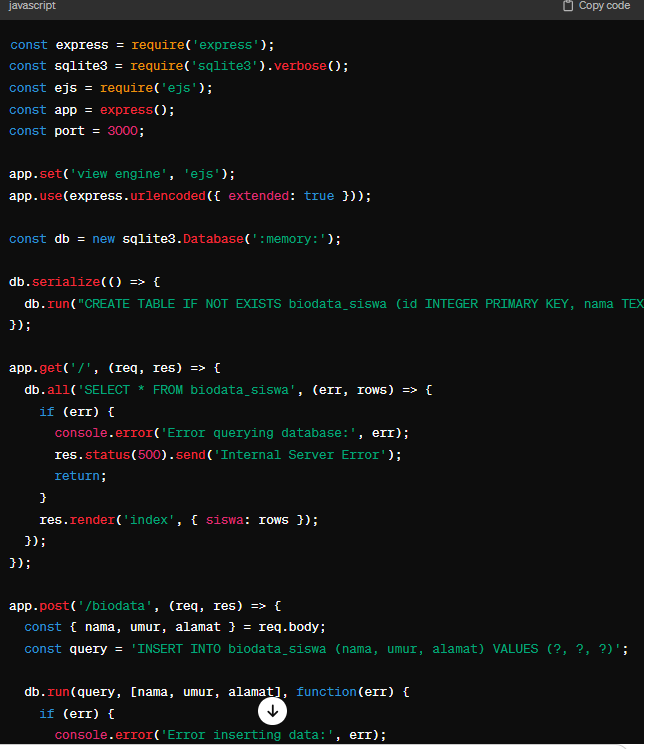 javascript
Copy code
const express = require('express');
const sqlite3 = require('sqlite3').verbose();
const ejs = require('ejs');
const app = express();
const port = 3000;
app.set('view engine', 'ejs');
app.use(express.urlencoded({ extended: true }));
const db = new sqlite3.Database(':memory:');
db.serialize(() => {
  db.run("CREATE TABLE IF NOT EXISTS biodata_siswa (id INTEGER PRIMARY KEY, nama TEX
});
app.get('/', (req, res) => {
  db.all('SELECT * FROM biodata_siswa', (err, rows) => {
    if (err) {
      console.error('Error querying database:', err);
      res.status(500).send('Internal Server Error');
      return;
    }
    res.render('index', { siswa: rows });
  });
});
app.post('/biodata', (req, res) => {
  const { nama, umur, alamat } = req.body;
  const query = 'INSERT INTO biodata_siswa (nama, umur, alamat) VALUES (?, ?, ?)';
  db.run(query, [nama, umur, alamat], function(err) {
    if (err) {
      console.error('Error inserting data:', err);